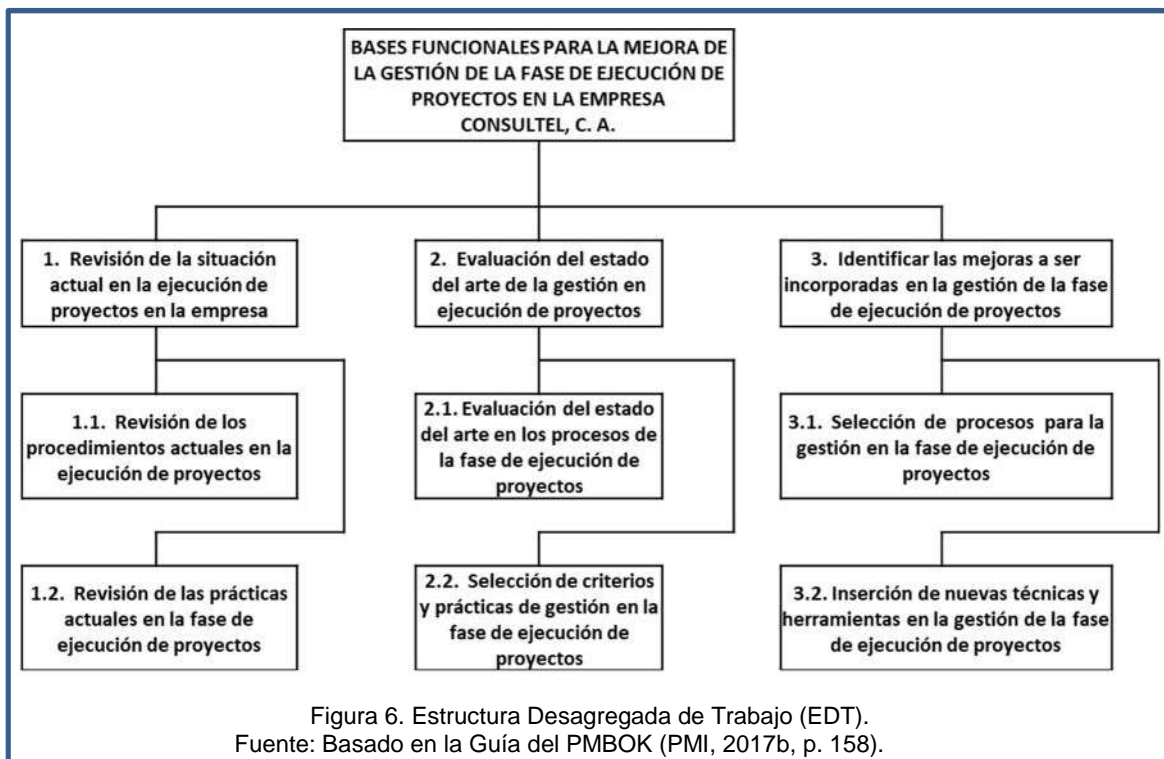 BASES FUNCIONALES PARA LA MEJORA DE
LA GESTIÓN DE LA FASE DE EJECUCIÓN DE
PROYECTOS EN LA EMPRESA
CONSULTEL, C. A.
1. Revisión de la situación
actual en la ejecución de
proyectos en la empresa
2. Evaluación del estado
del arte de la gestión en
ejecución de proyectos
3. Identificar las mejoras a ser
incorporadas en la gestión de la fase
de ejecución de proyectos
1.1. Revisión de los
procedimientos actuales en la
ejecución de proyectos
2.1. Evaluación del estado
del arte en los procesos de
la fase de ejecución de
proyectos
3.1. Selección de procesos para la
gestión en la fase de ejecución de
proyectos
1.2. Revisión de las prácticas
actuales en la fase de
ejecución de proyectos
2.2. Selección de criterios
y prácticas de gestión en la
fase de ejecución de
proyectos
3.2. Inserción de nuevas técnicas y
herramientas en la gestión de la fase
de ejecución de proyectos
Figura 6. Estructura Desagregada de Trabajo (EDT).
Fuente: Basado en la Guía del PMBOK (PMI, 2017b, p. 158).